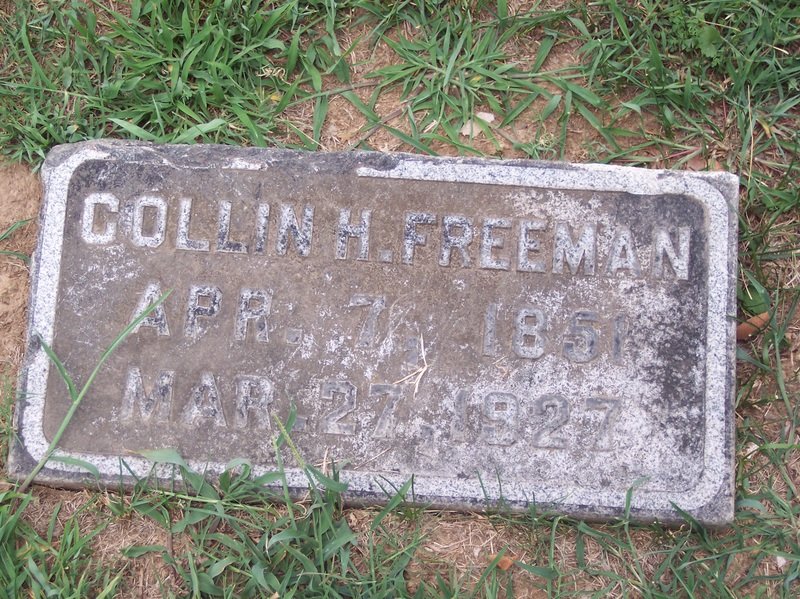 COLLIN H. FREEMAN
APR. 7, 1851
MAR. 27, 1927